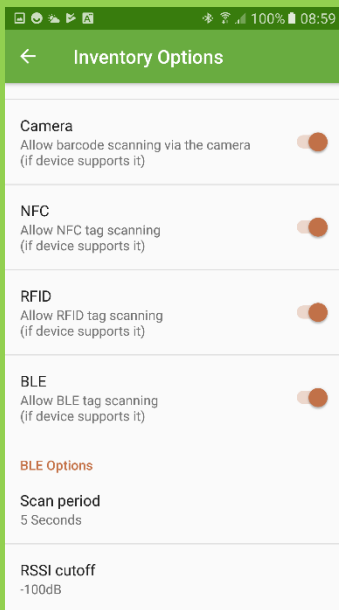 100% 08:59
Inventory Options
Camera
Allow barcode scanning via the camera
(if device supports it)
NFC
Allow NFC tag scanning
(if device supports it)
RFID
Allow RFID tag scanning
(if device supports it)
BLE
Allow BLE tag scanning
(if device supports it)
BLE Options
Scan period
5 Seconds
RSSI cutoff
-100dB